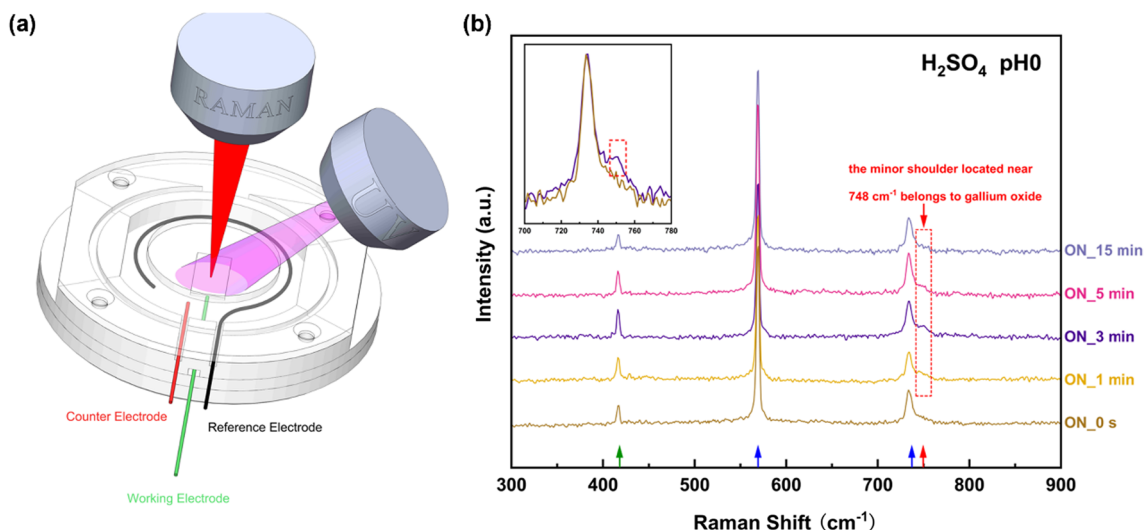 (a)
RAMAN
UV
Counter Electrode
Reference Electrode
Working Electrode
(b)
H₂SO₄ pH0
the minor shoulder located near
748 cm⁻¹ belongs to gallium oxide
700 720 740 760 780
ON_15 min
ON_5 min
ON_3 min
ON_1 min
ON_0 s
Intensity (a.u.)
300 400 500 600 700 800 900
Raman Shift (cm⁻¹)